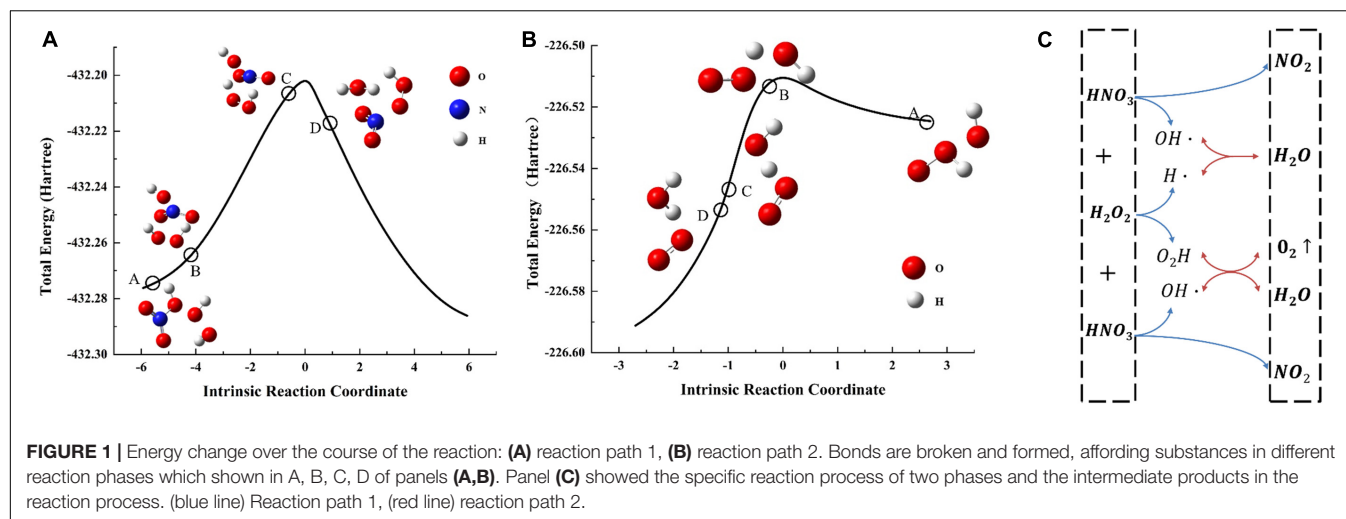 A
-432.20
-432.22
-432.24
-432.26
-432.28
-432.30
Total Energy (Hartree)
-6 -4 -2 0 2 4 6
Intrinsic Reaction Coordinate
A
B
C
D
O
N
H
B
-226.50
-226.52
-226.54
-226.56
-226.58
-226.60
Total Energy (Hartree)
-3 -2 -1 0 1 2 3
Intrinsic Reaction Coordinate
A
B
C
D
O
H
C
HNO3
+
H2O2
+
HNO3
OH ·
H ·
O2H
OH ·
NO2
H2O
O2 ↑
H2O
NO2
FIGURE 1 | Energy change over the course of the reaction: (A) reaction path 1, (B) reaction path 2. Bonds are broken and formed, affording substances in different
reaction phases which shown in A, B, C, D of panels (A,B). Panel (C) showed the specific reaction process of two phases and the intermediate products in the
reaction process. (blue line) Reaction path 1, (red line) reaction path 2.